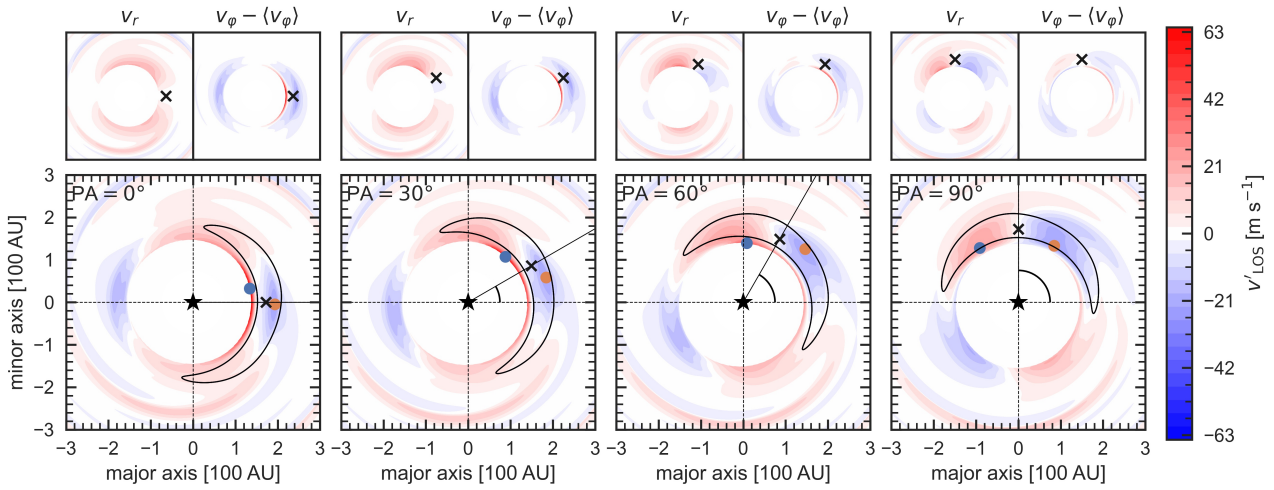 v_r v_φ − ⟨v_φ⟩ v_r v_φ − ⟨v_φ⟩ v_r v_φ − ⟨v_φ⟩ v_r v_φ − ⟨v_φ⟩
PA = 0° PA = 30° PA = 60° PA = 90°
3
2
1
0
−1
−2
−3
minor axis [100 AU]
−3 −2 −1 0 1 2 3 −2 −1 0 1 2 3 −2 −1 0 1 2 3 −2 −1 0 1 2 3
major axis [100 AU] major axis [100 AU] major axis [100 AU] major axis [100 AU]
63
42
21
0
−21
−42
−63
v′_LOS [m s⁻¹]